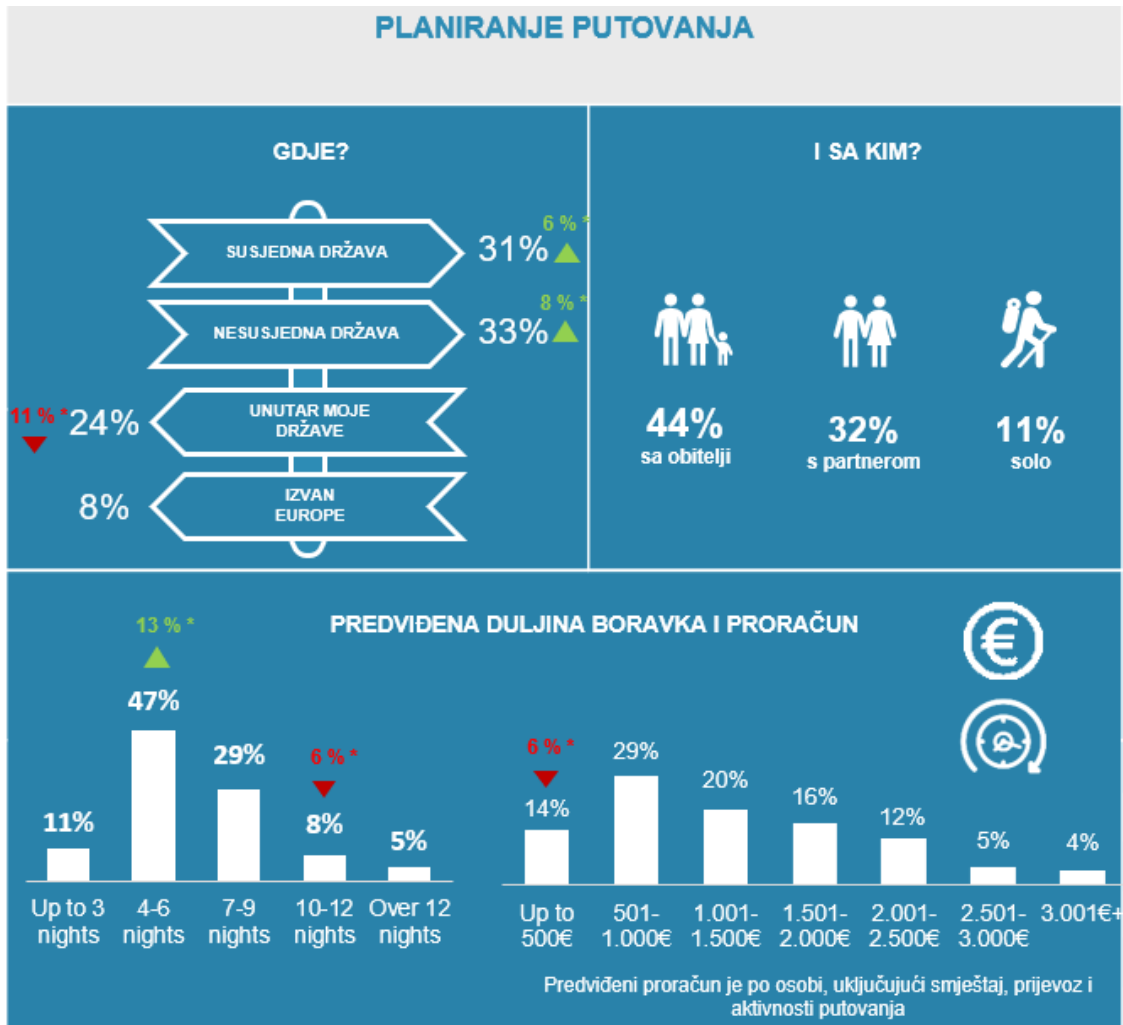 PLANIRANJE PUTOVANJA
GDJE?
SUSJEDNA DRŽAVA
31%
6 % *
NESUSJEDNA DRŽAVA
33%
8 % *
11 % *
24%
UNUTAR MOJE
DRŽAVE
8%
IZVAN
EUROPE
I SA KIM?
44%
sa obitelji
32%
s partnerom
11%
solo
PREDVIĐENA DULJINA BORAVKA I PRORAČUN
€
13 % *
47%
29%
6 % *
11%
8%
5%
Up to 3
nights
4-6
nights
7-9
nights
10-12
nights
Over 12
nights
6 % *
14%
29%
20%
16%
12%
5%
4%
Up to
500€
501-
1.000€
1.001-
1.500€
1.501-
2.000€
2.001-
2.500€
2.501-
3.000€
3.001€+
Predviđeni proračun je po osobi, uključujući smještaj, prijevoz i
aktivnosti putovanja